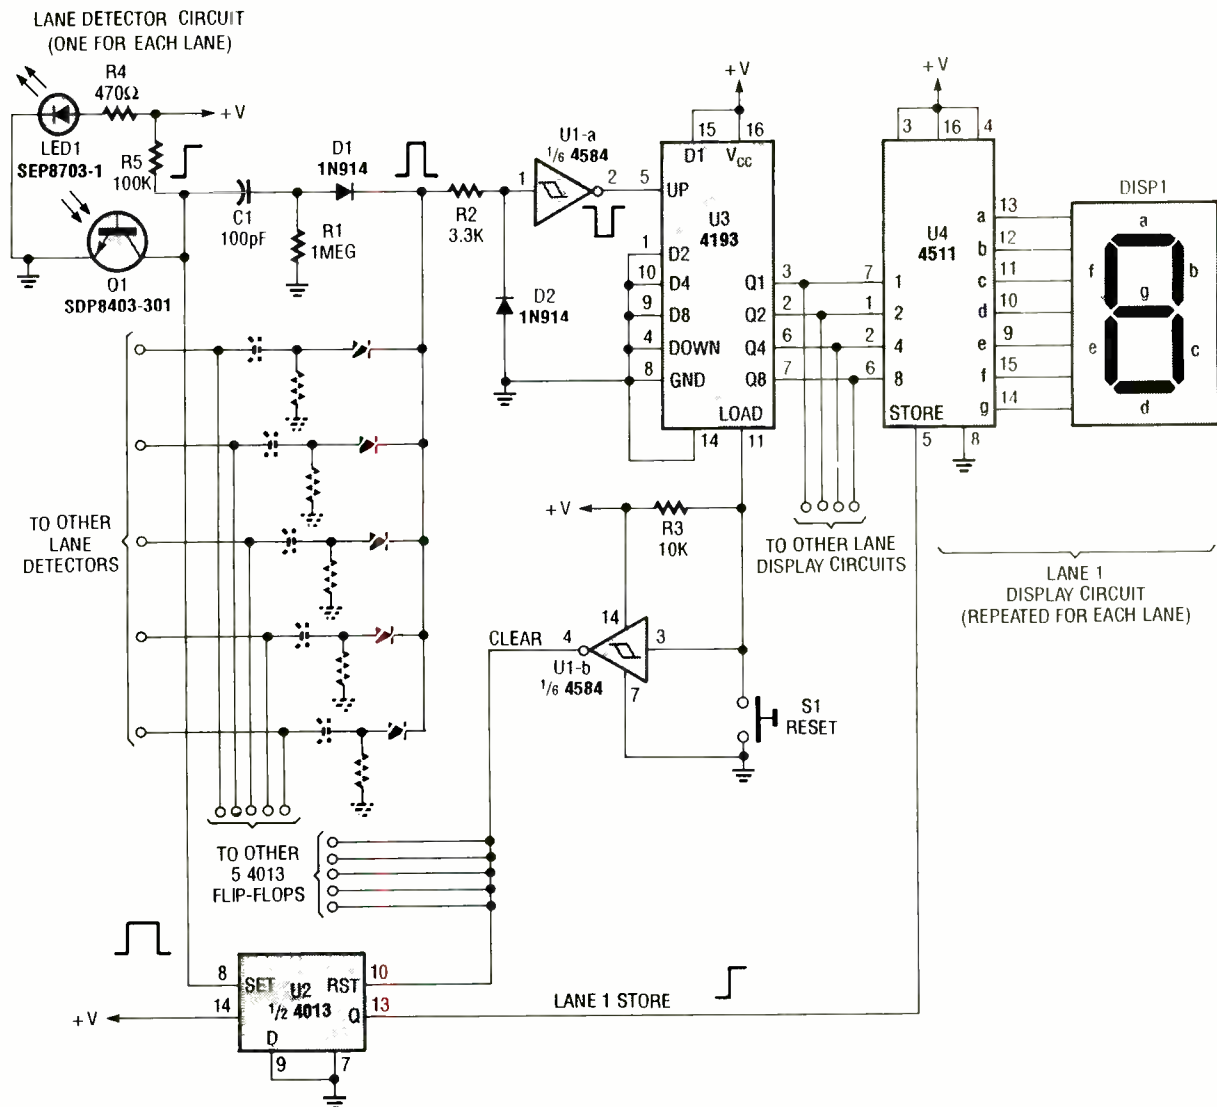 LANE DETECTOR CIRCUIT
(ONE FOR EACH LANE)
R4
470Ω
+V
LED1
SEP8703-1
R5
100K
C1
100pF
D1
1N914
R1
1MEG
Q1
SDP8403-301
R2
3.3K
D2
1N914
U1-a
1/6 4584
1
2
+V
15
16
D1
VCC
5
UP
U3
4193
1
D2
10
D4
9
D8
4
DOWN
8
GND
Q1
3
Q2
2
Q4
6
Q8
7
LOAD
14
11
+V
3
16
4
U4
4511
7
1
1
2
2
4
6
8
STORE
5
8
a
13
b
12
c
11
d
10
e
9
f
15
g
14
DISP1
a
f
b
g
e
c
d
TO OTHER
LANE
DETECTORS
+V
R3
10K
TO OTHER LANE
DISPLAY CIRCUITS
LANE 1
DISPLAY CIRCUIT
(REPEATED FOR EACH LANE)
CLEAR
4
14
3
7
U1-b
1/6 4584
S1
RESET
TO OTHER
5 4013
FLIP-FLOPS
8
SET
RST
10
U2
1/2 4013
14
+V
Q
13
D
9
7
LANE 1 STORE